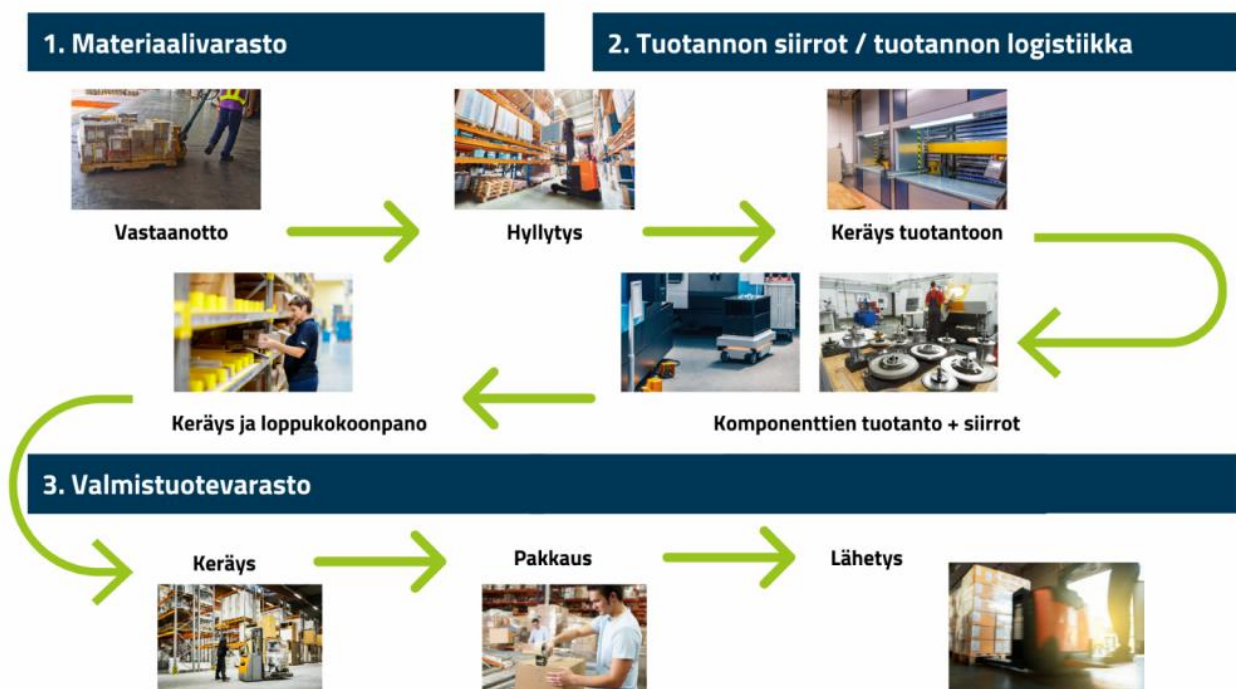 1. Materiaalivarasto
2. Tuotannon siirrot / tuotannon logistiikka
Vastaanotto
Hyllytys
Keräys tuotantoon
Keräys ja loppukokoonpano
Komponenttien tuotanto + siirrot
3. Valmistuotevarasto
Keräys
Pakkaus
Lähetys